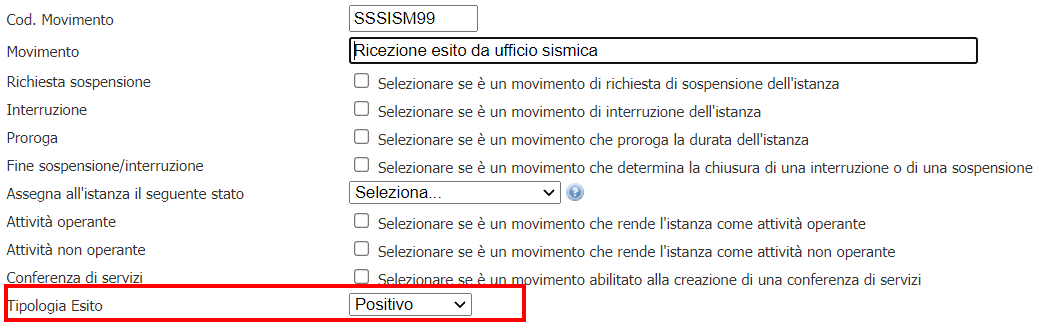 Cod. Movimento SSSISM99
Movimento Ricezione esito da ufficio sismica
Richiesta sospensione Selezionare se è un movimento di richiesta di sospensione dell'istanza
Interruzione Selezionare se è un movimento di interruzione dell'istanza
Proroga Selezionare se è un movimento che proroga la durata dell'istanza
Fine sospensione/interruzione Selezionare se è un movimento che determina la chiusura di una interruzione o di una sospensione
Assegna all'istanza il seguente stato Seleziona... ?
Attività operante Selezionare se è un movimento che rende l'istanza come attività operante
Attività non operante Selezionare se è un movimento che rende l'istanza come attività non operante
Conferenza di servizi Selezionare se è un movimento abilitato alla creazione di una conferenza di servizi
Tipologia Esito Positivo